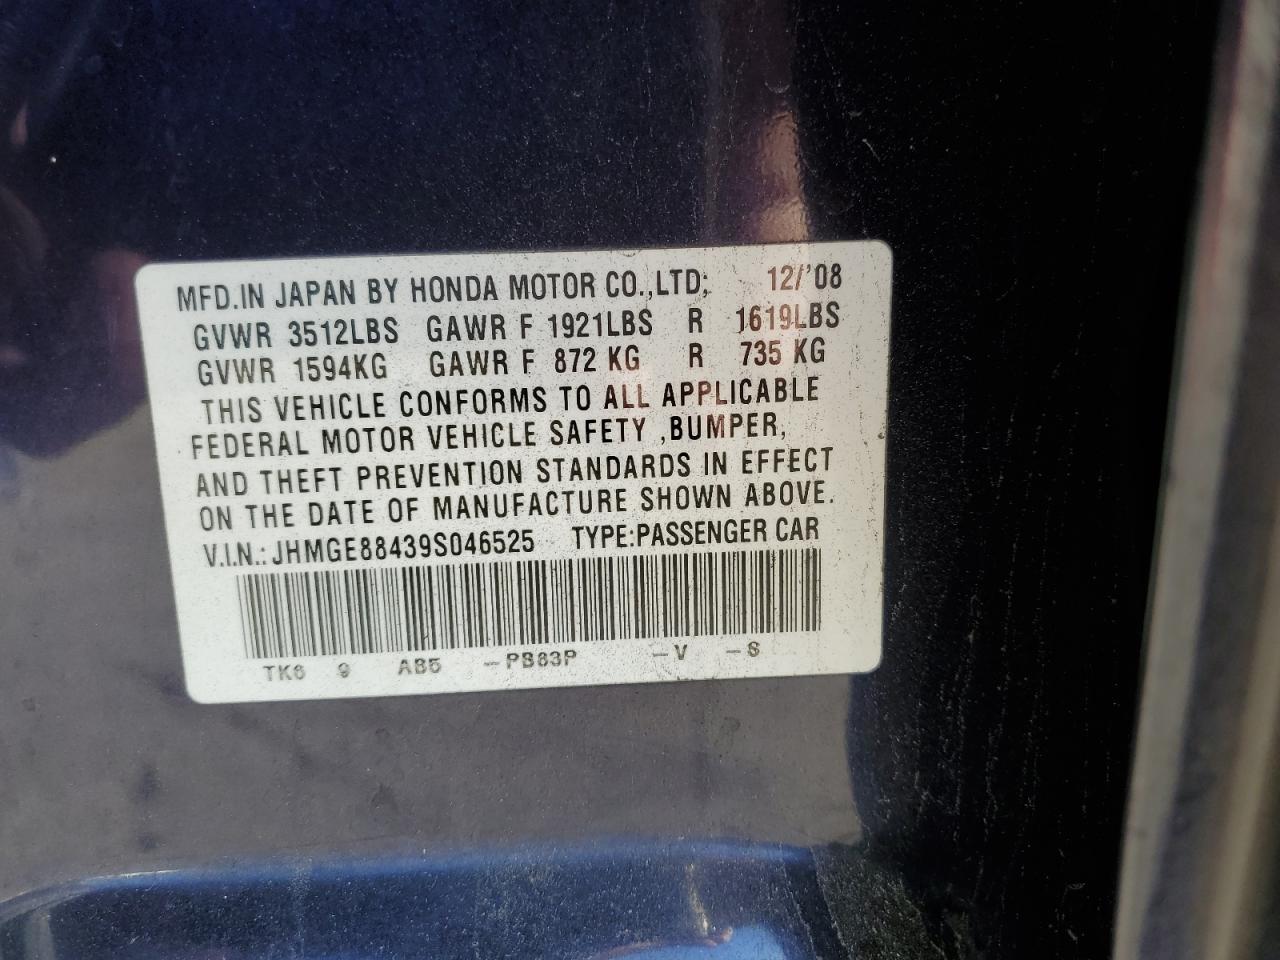 MFD.IN JAPAN BY HONDA MOTOR CO.,LTD; 12/'08
GVWR 3512LBS GAWR F 1921LBS R 1619LBS
GVWR 1594KG GAWR F 872 KG R 735 KG
THIS VEHICLE CONFORMS TO ALL APPLICABLE
FEDERAL MOTOR VEHICLE SAFETY ,BUMPER,
AND THEFT PREVENTION STANDARDS IN EFFECT
ON THE DATE OF MANUFACTURE SHOWN ABOVE.
V.I.N.: JHMGE88439S046525 TYPE:PASSENGER CAR
TK6 9 AB5 -PB83P -V -S